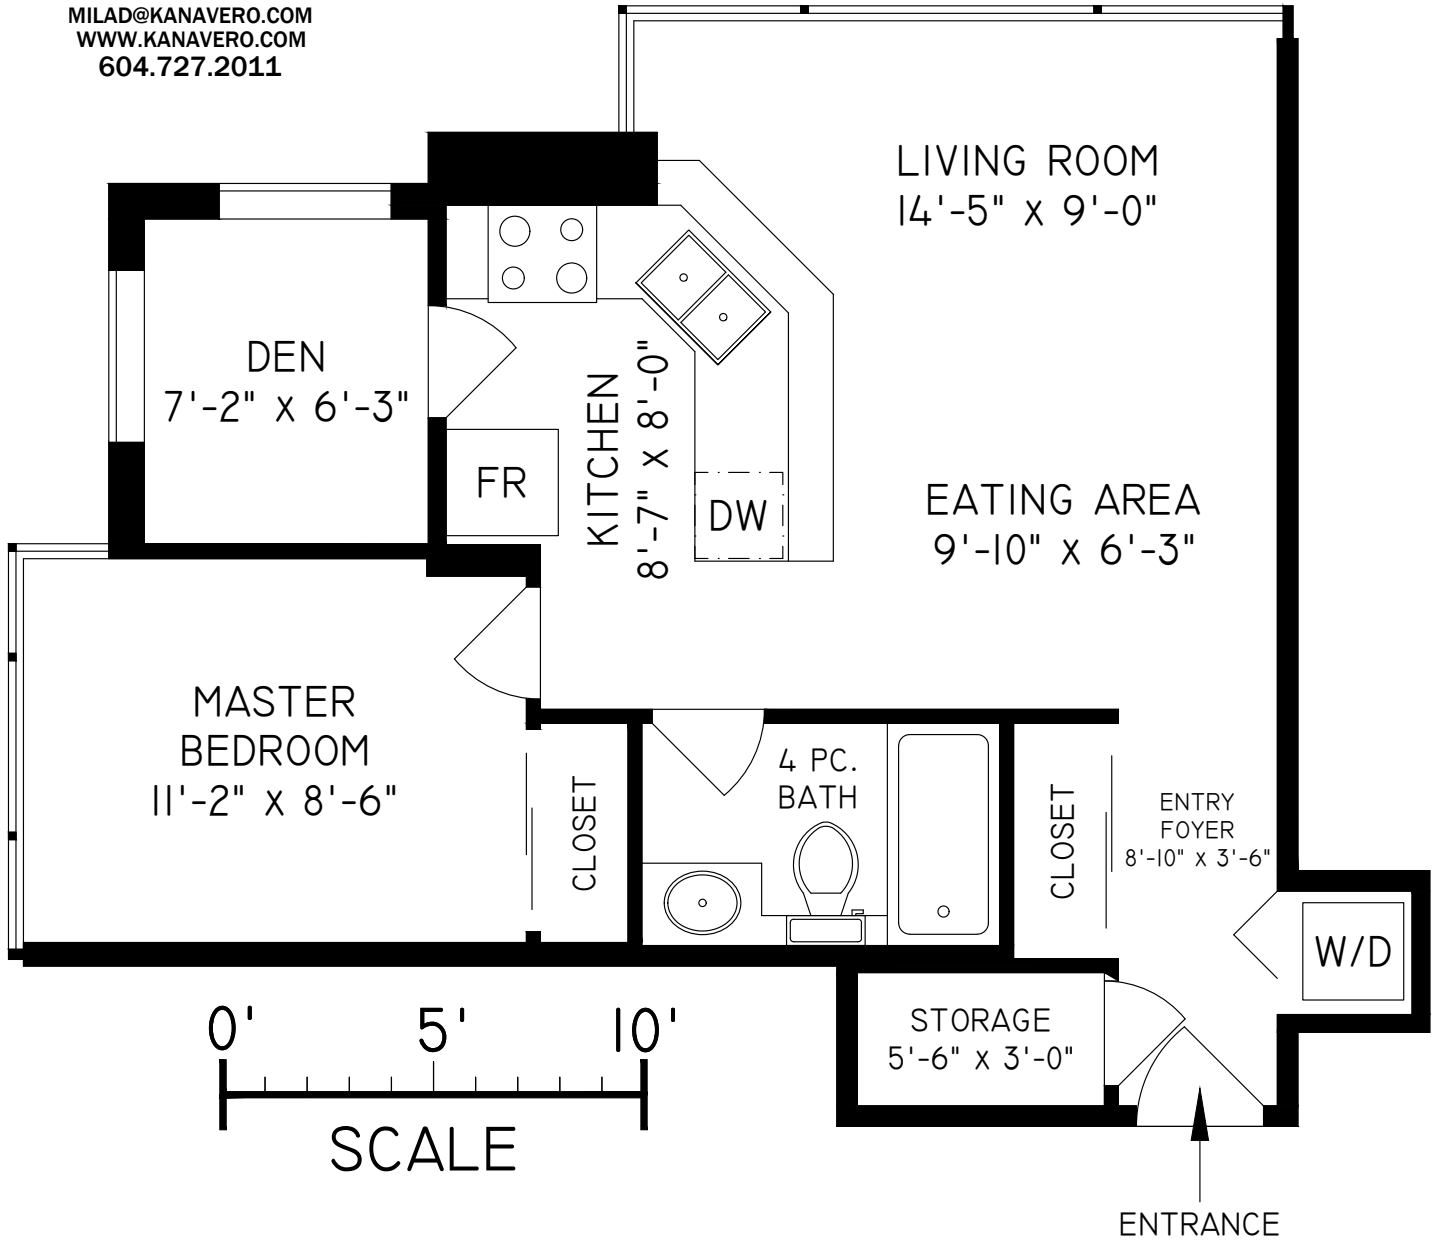 MILAD@KANAVERO.COM
WWW.KANAVERO.COM
604.727.2011
LIVING ROOM
14'-5" X 9'-0"
DEN
7'-2" X 6'-3"
FR
KITCHEN
8'-7" X 8'-0"
DW
EATING AREA
9'-10" X 6'-3"
MASTER
BEDROOM
11'-2" X 8'-6"
CLOSET
4 PC.
BATH
CLOSET
ENTRY
FOYER
8'-10" X 3'-6"
W/D
STORAGE
5'-6" X 3'-0"
0' 5' 10'
SCALE
ENTRANCE